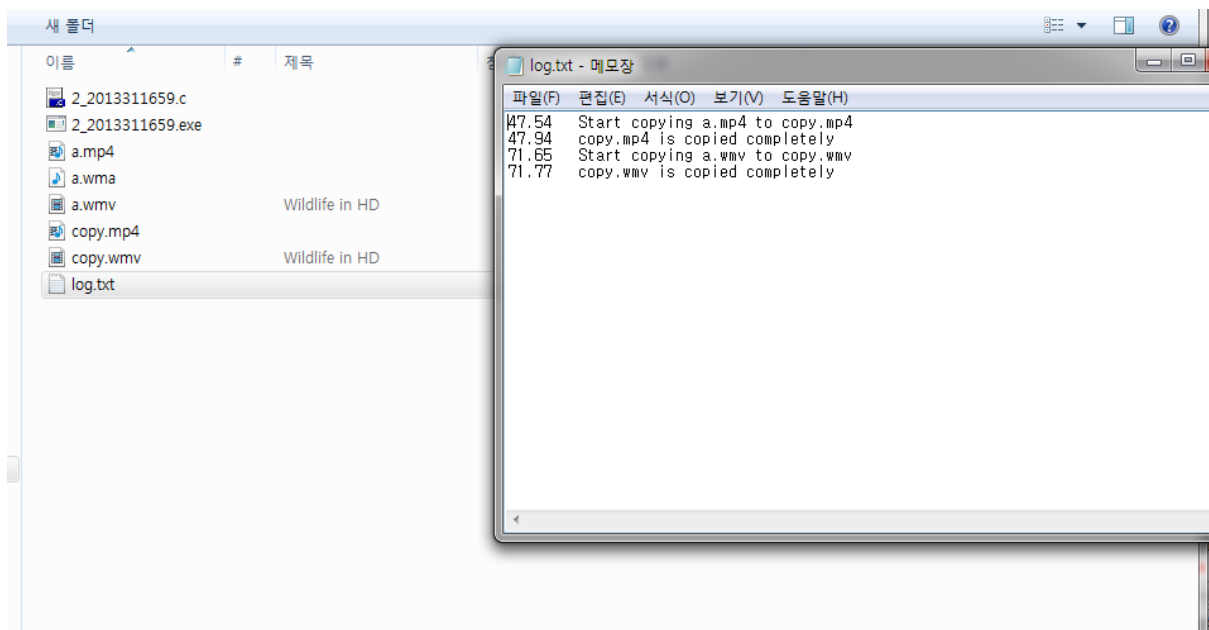 새 폴더
이름 # 제목
2_2013311659.c
2_2013311659.exe
a.mp4
a.wma
a.wmv Wildlife in HD
copy.mp4
copy.wmv Wildlife in HD
log.txt
log.txt - 메모장
파일(F) 편집(E) 서식(O) 보기(V) 도움말(H)
47.54 Start copying a.mp4 to copy.mp4
47.94 copy.mp4 is copied completely
71.65 Start copying a.wmv to copy.wmv
71.77 copy.wmv is copied completely